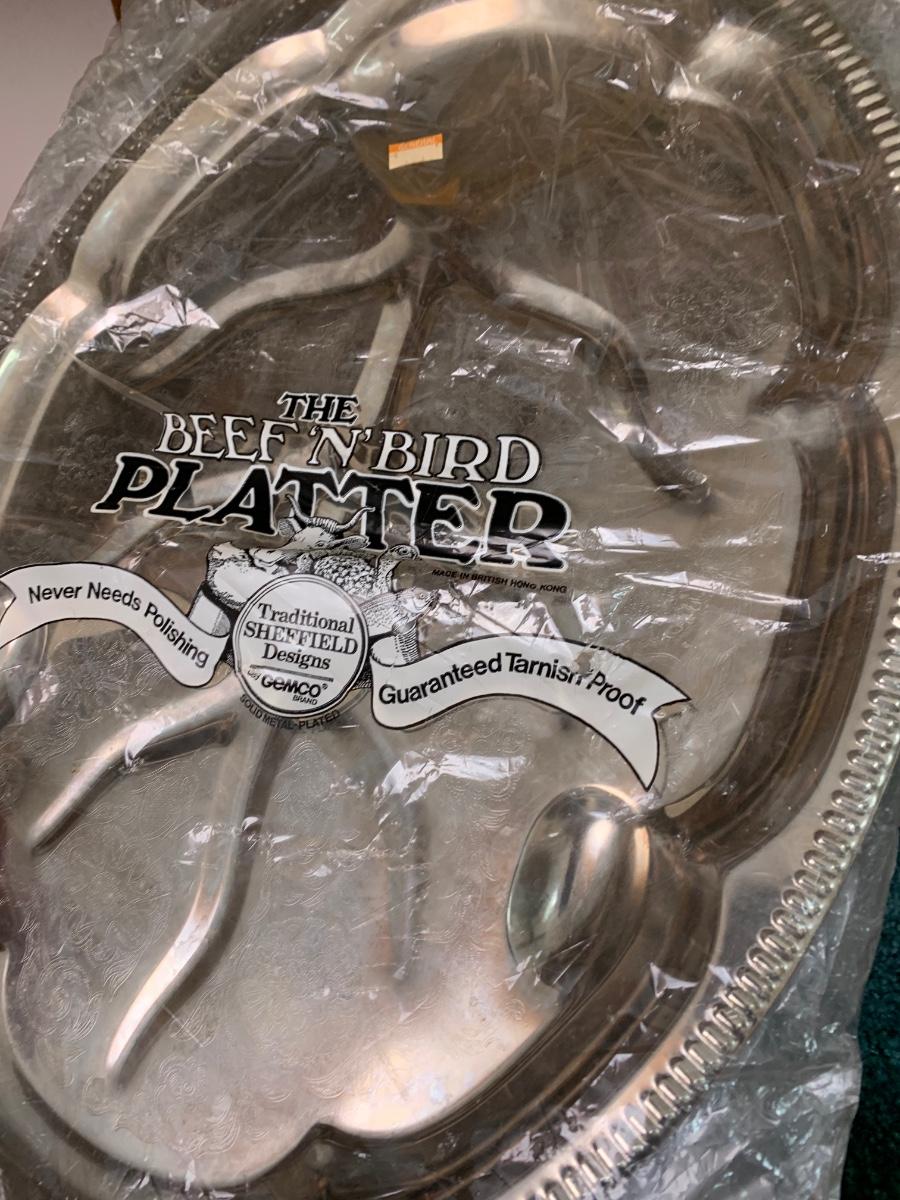 THE
BEEF 'N' BIRD
PLATTER
MADE IN BRITISH HONG KONG
Never Needs Polishing
Traditional
SHEFFIELD
Designs
by GEMCO®
BRAND
SOLID METAL-PLATED
Guaranteed Tarnish Proof